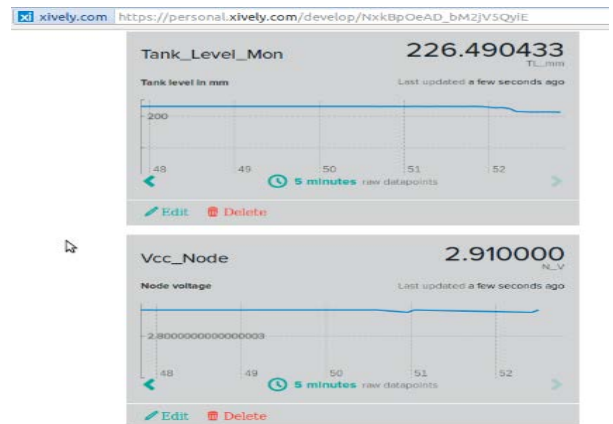 xively.com https://personal.xively.com/develop/NxkBpOeAD_bM2jV5QyiE
Tank_Level_Mon 226.490433
TL_mm
Tank level in mm Last updated a few seconds ago
200
48 49 50 51 52
5 minutes raw datapoints
Edit Delete
Vcc_Node 2.910000
N_V
Node voltage Last updated a few seconds ago
2.8000000000000003
48 49 50 51 52
5 minutes raw datapoints
Edit Delete